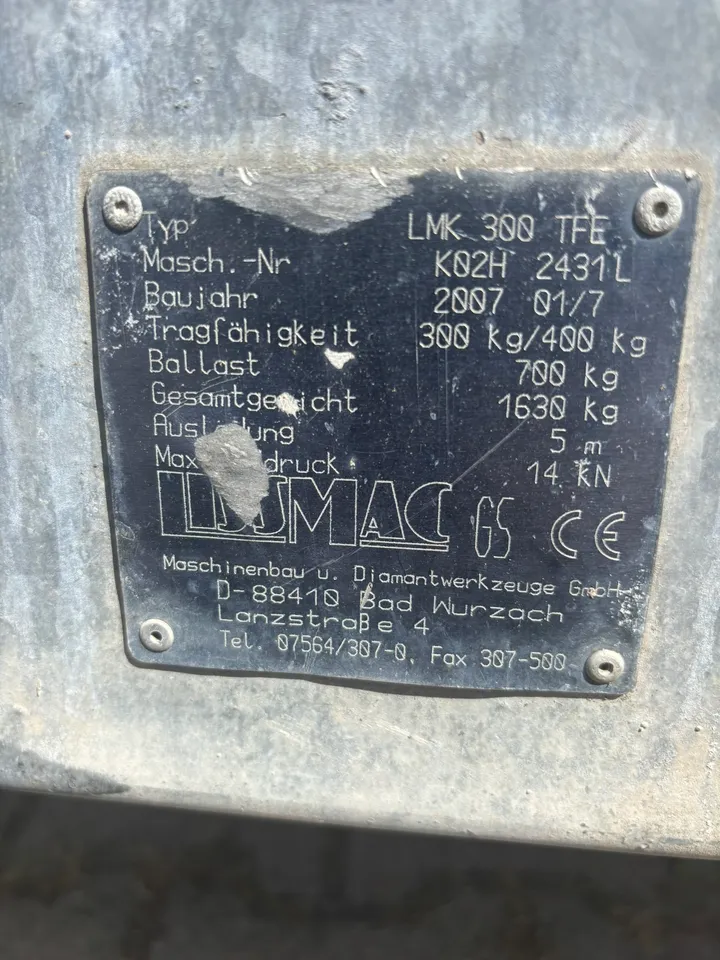 Typ LMK 300 TFE
Masch.-Nr K02H 2431L
Baujahr 2007 01/7
Tragfähigkeit 300 kg/400 kg
Ballast 700 kg
Gesamtgewicht 1630 kg
5 m
14 kN
LISSMAC GS CE
Maschinenbau u. Diamantwerkzeuge GmbH
D-88410 Bad Wurzach
Lanzstraße 4
Tel. 07564/307-0, Fax 307-500